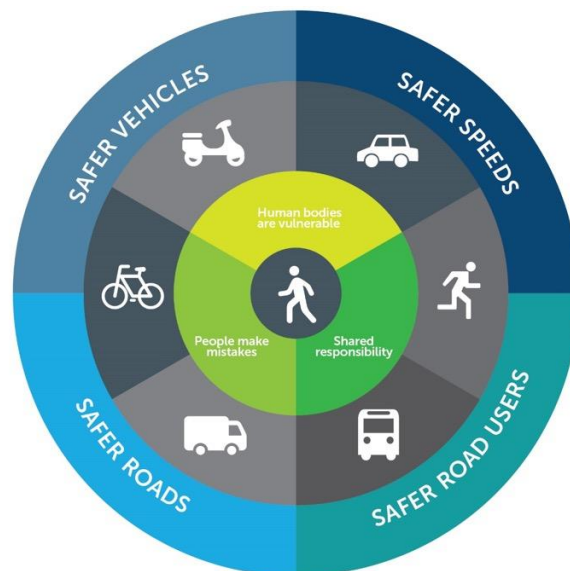 SAFER VEHICLES
SAFER SPEEDS
Human bodies
are vulnerable
People make
mistakes
Shared
responsibility
SAFER ROADS
SAFER ROAD USERS